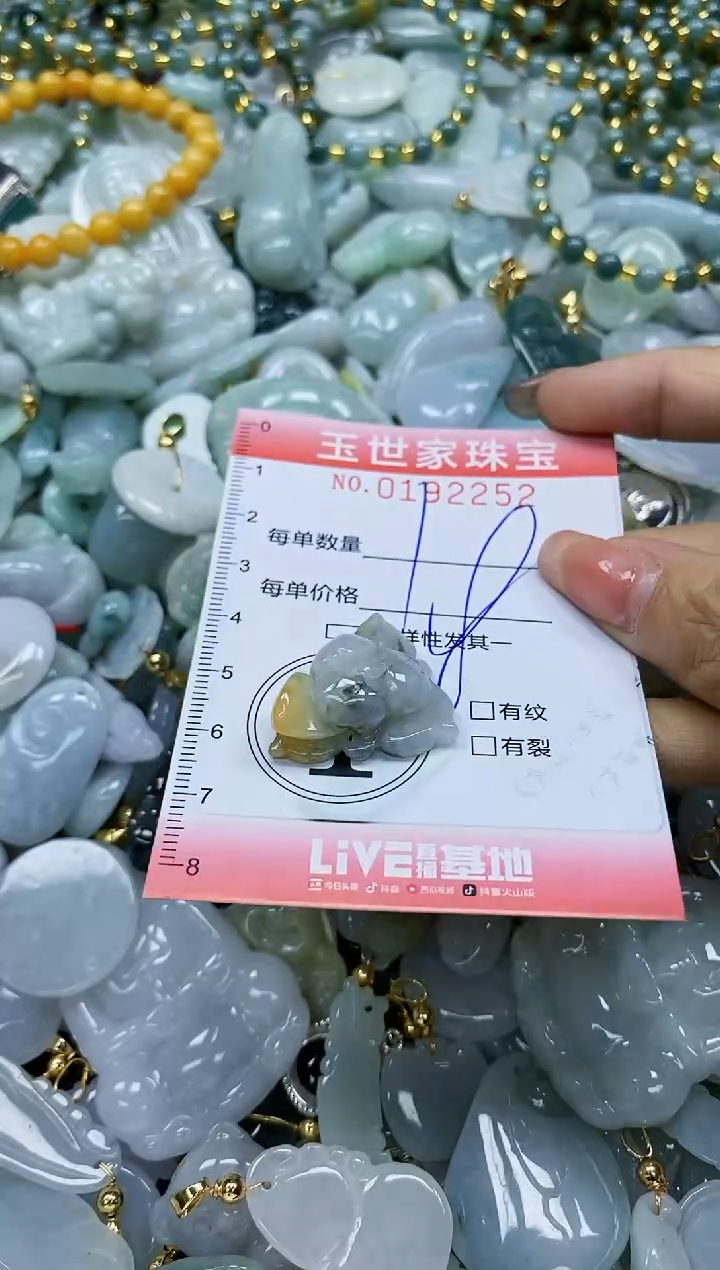 玉世家珠宝
NO.0192252
0
1
2
3
4
5
6
7
8
每单数量
每单价格
18
样性发其一
有纹
有裂
LiVE直播基地
今日头条 抖音 西瓜视频 抖音火山版